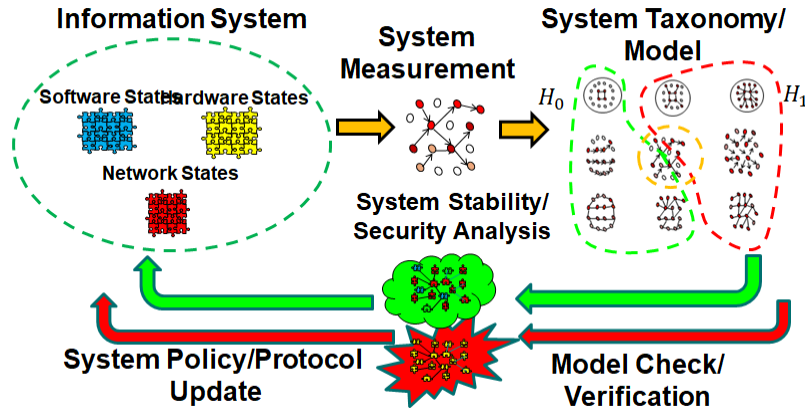 Information System
System Measurement
System Taxonomy/
Model
Software States
Hardware States
Network States
H₀
H₁
System Stability/
Security Analysis
System Policy/Protocol
Update
Model Check/
Verification